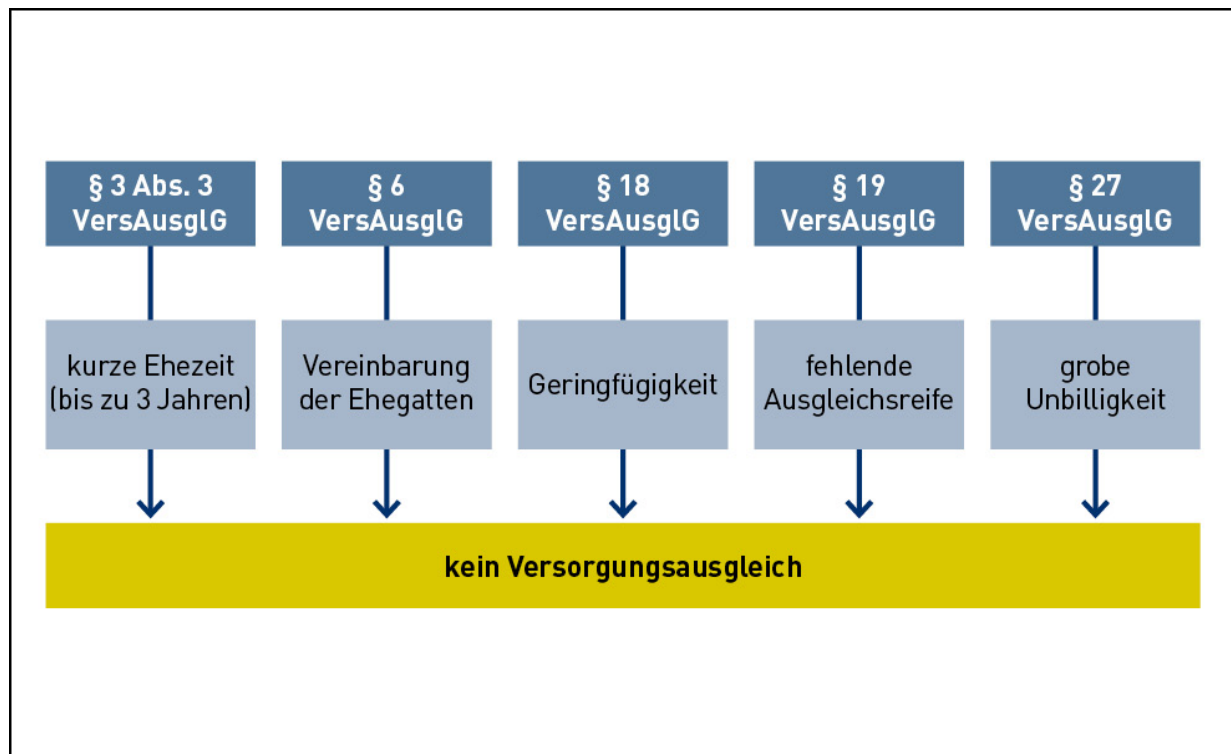 § 3 Abs. 3
VersAusglG
§ 6
VersAusglG
§ 18
VersAusglG
§ 19
VersAusglG
§ 27
VersAusglG
kurze Ehezeit
(bis zu 3 Jahren)
Vereinbarung
der Ehegatten
Geringfügigkeit
fehlende
Ausgleichsreife
grobe
Unbilligkeit
kein Versorgungsausgleich